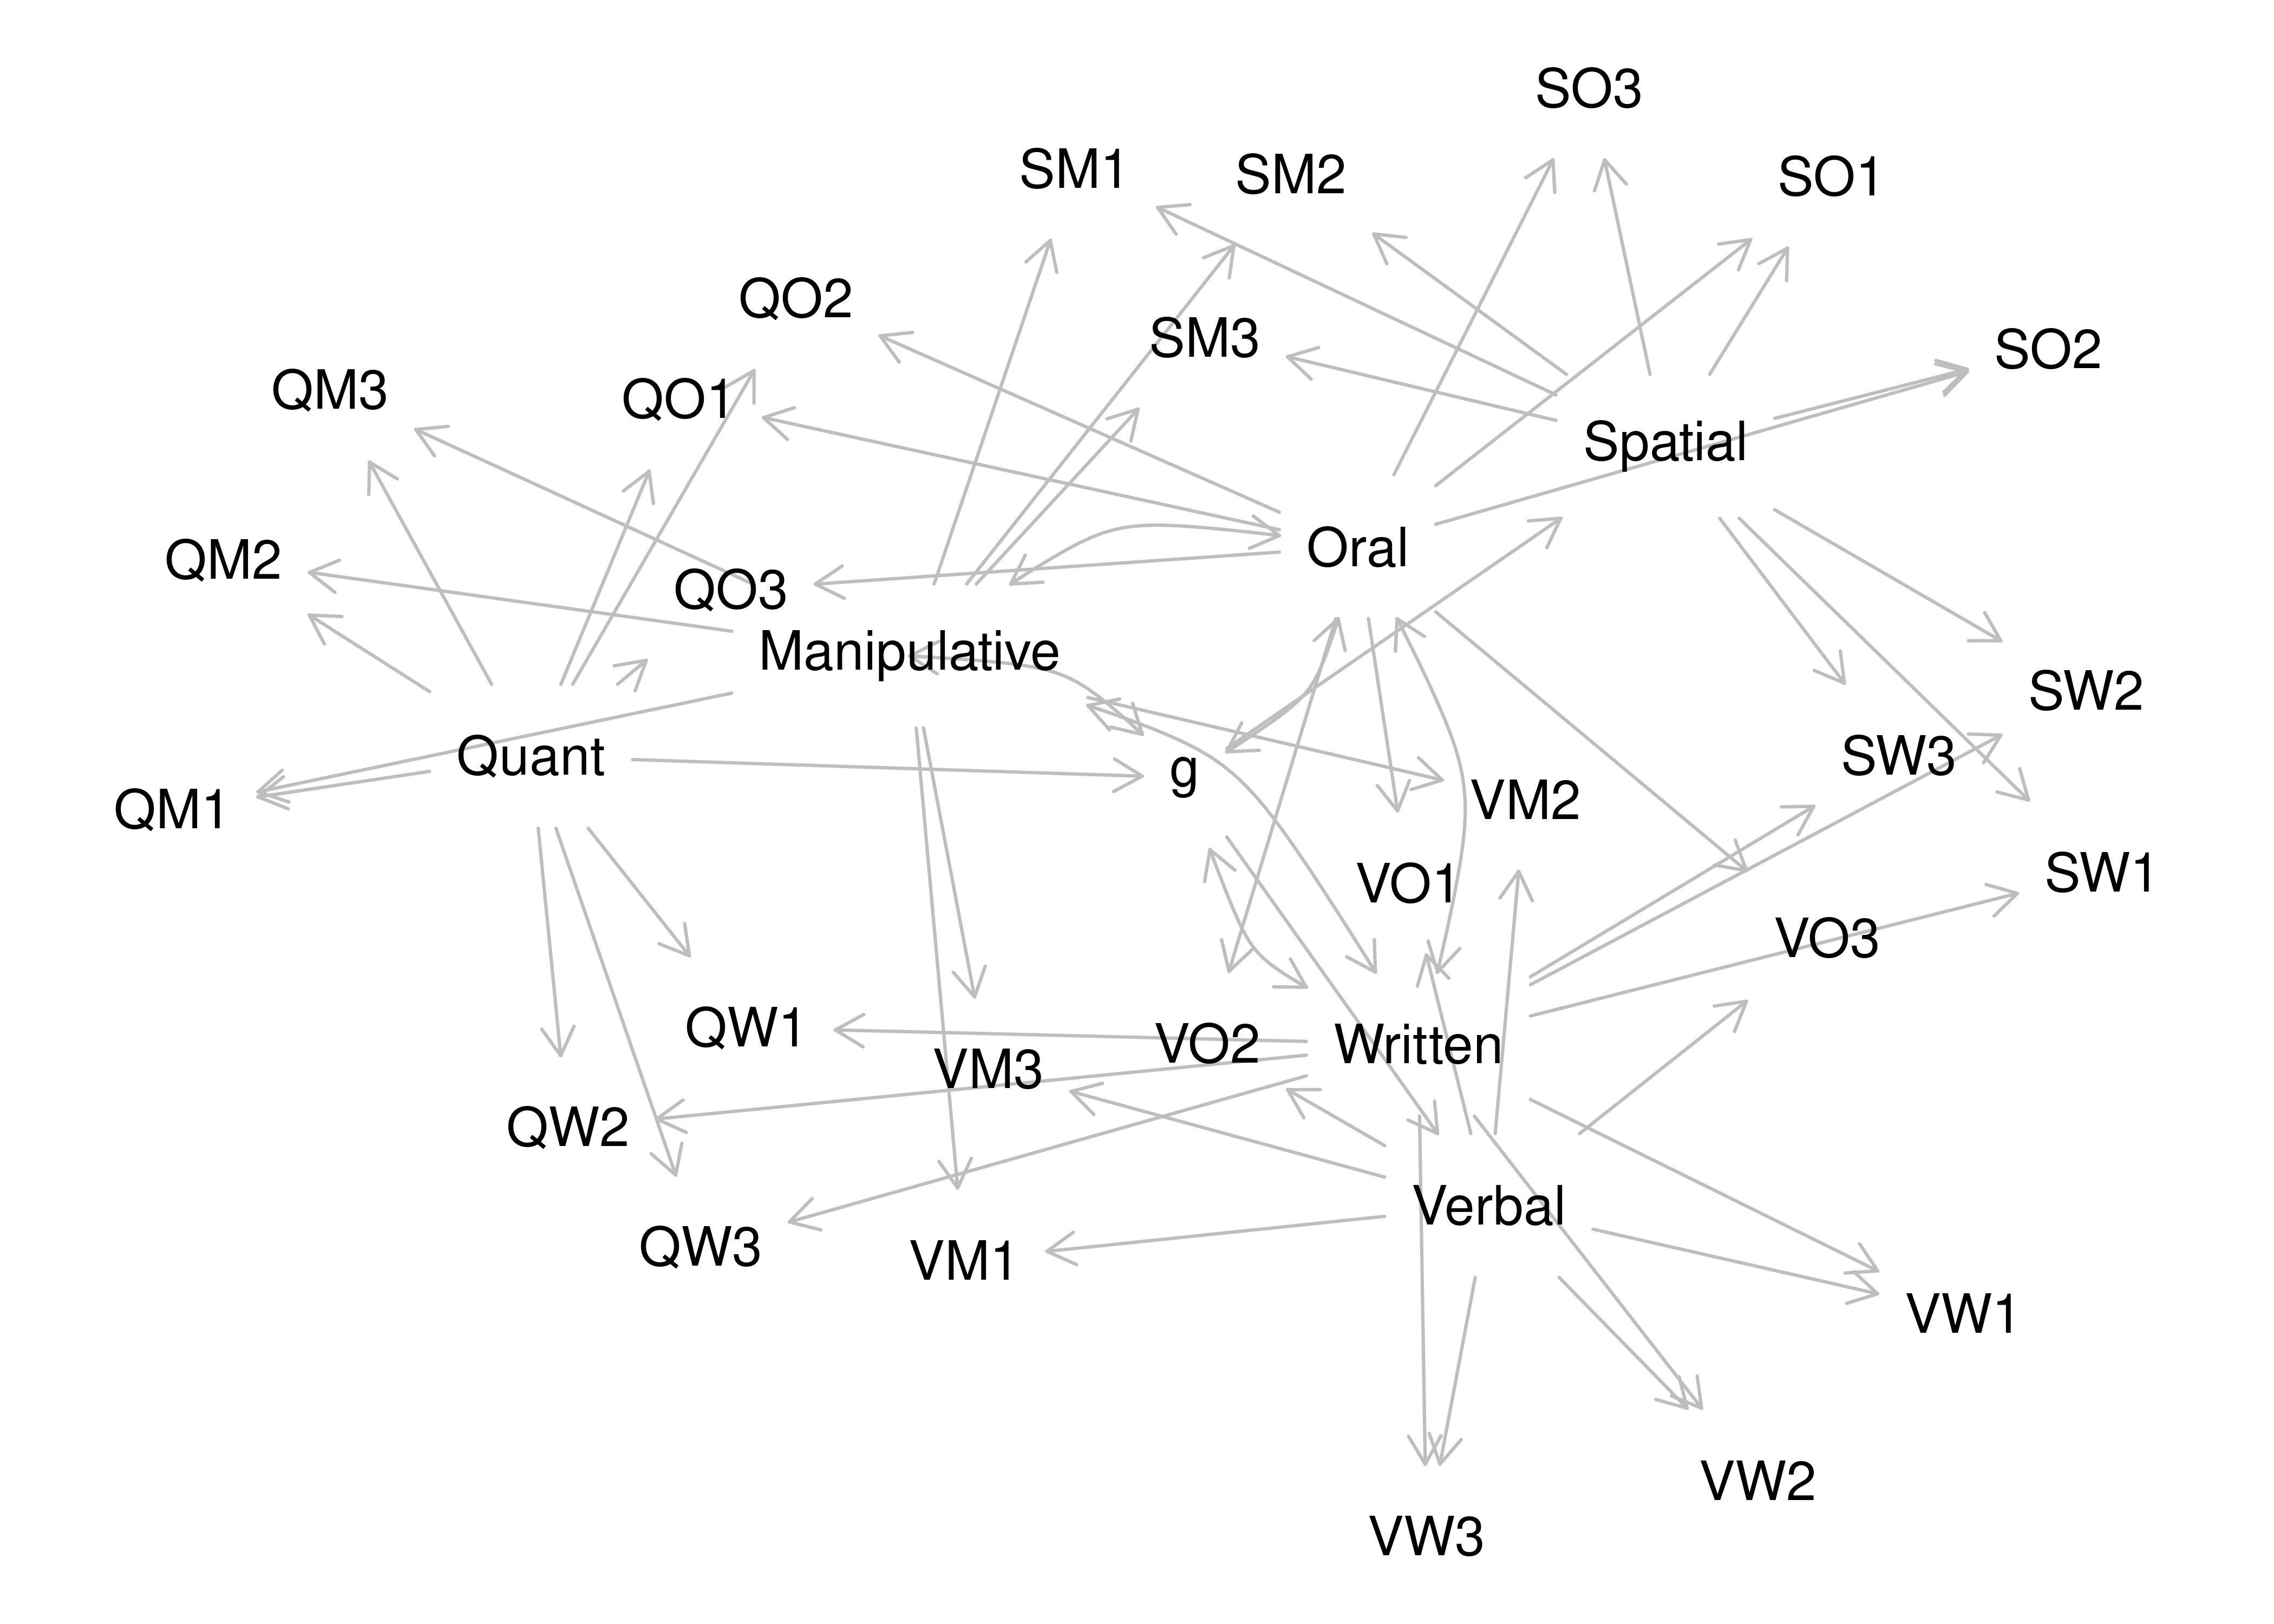 SO3
SM1
SM2
SO1
QO2
SM3
SO2
QM3
QO1
Spatial
Oral
QM2
QO3
Manipulative
SW2
Quant
SW3
g
VM2
QM1
SW1
VO1
VO3
QW1
VO2
Written
VM3
QW2
Verbal
QW3
VM1
VW1
VW2
VW3